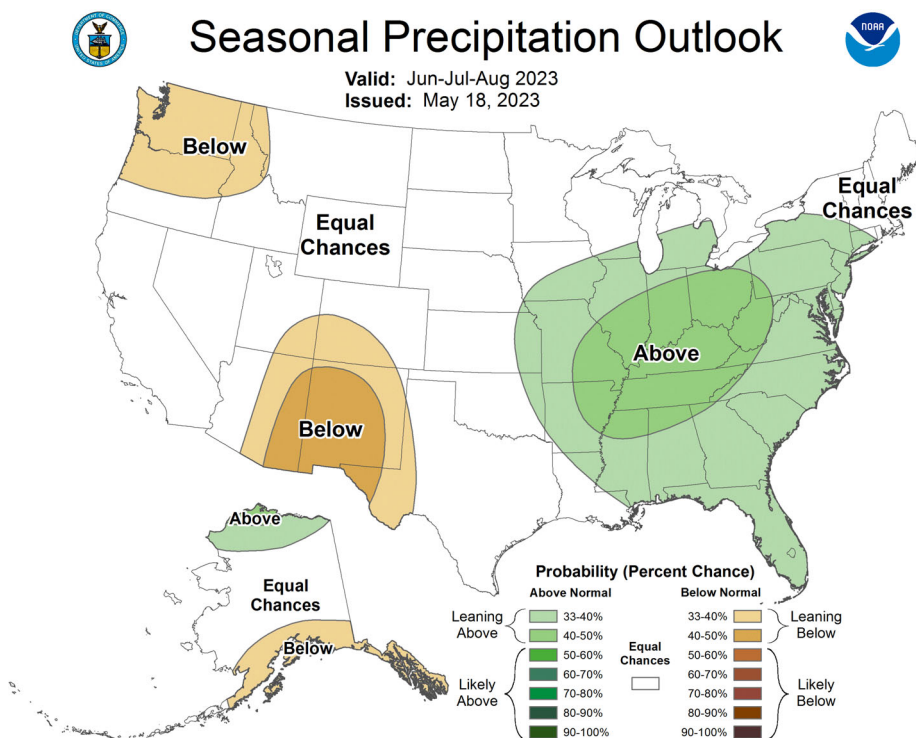 Seasonal Precipitation Outlook
NOAA
Valid: Jun-Jul-Aug 2023
Issued: May 18, 2023
Below
Equal
Chances
Equal
Chances
Above
Below
Above
Equal
Chances
Below
Probability (Percent Chance)
Above Normal
Below Normal
Leaning
Above
33-40%
40-50%
Likely
Above
50-60%
60-70%
70-80%
80-90%
90-100%
Equal
Chances
33-40%
40-50%
Leaning
Below
50-60%
60-70%
70-80%
80-90%
90-100%
Likely
Below